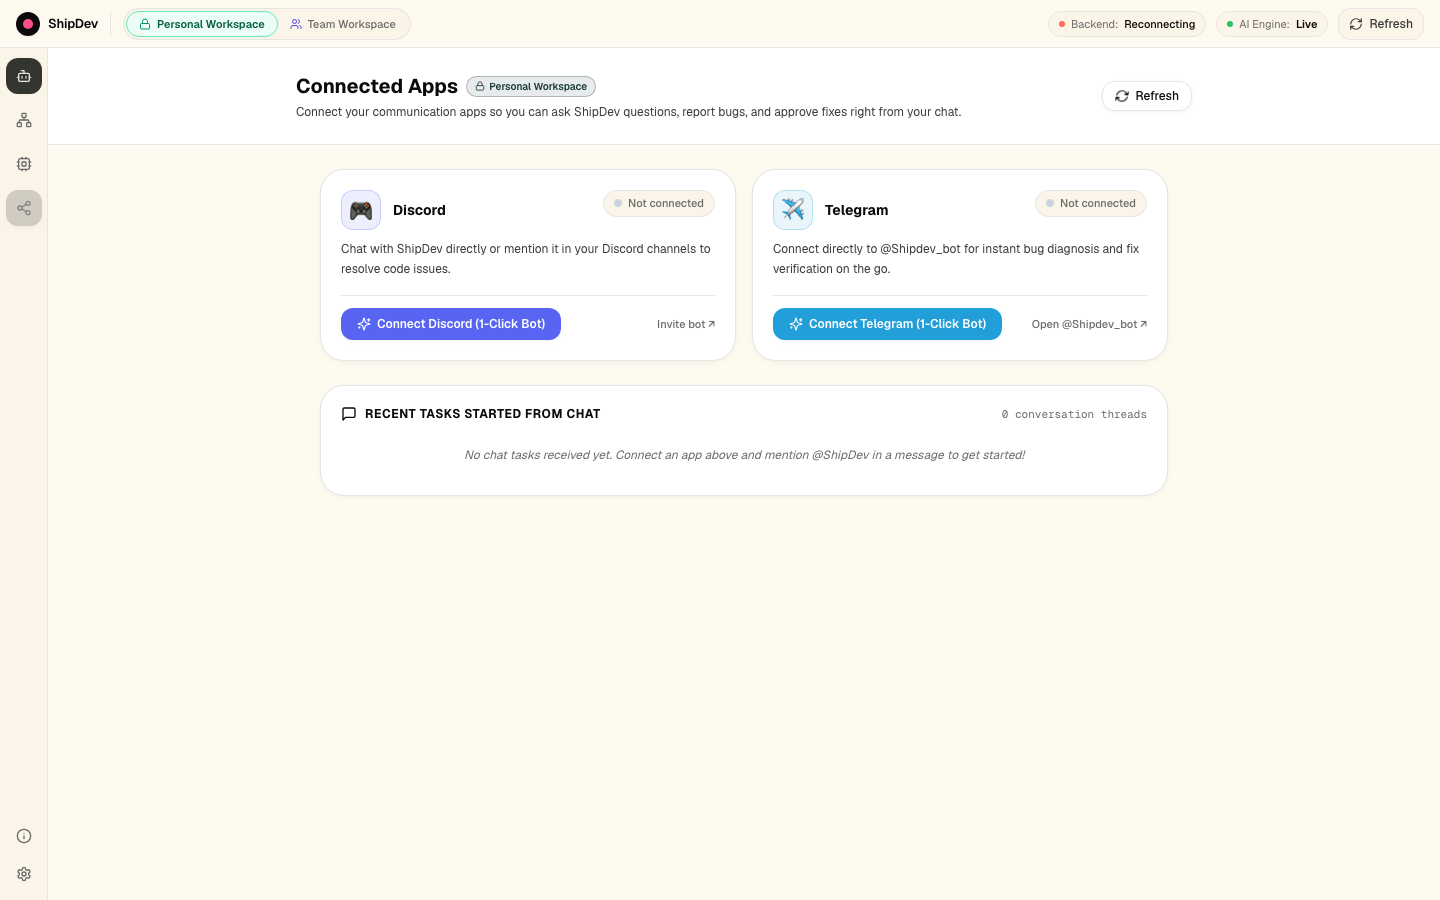 ShipDev
Personal Workspace
Team Workspace
Backend: Reconnecting
AI Engine: Live
Refresh
Connected Apps
Personal Workspace
Connect your communication apps so you can ask ShipDev questions, report bugs, and approve fixes right from your chat.
Refresh
Discord
Not connected
Chat with ShipDev directly or mention it in your Discord channels to
resolve code issues.
Connect Discord (1-Click Bot)
Invite bot ↗
Telegram
Not connected
Connect directly to @Shipdev_bot for instant bug diagnosis and fix
verification on the go.
Connect Telegram (1-Click Bot)
Open @Shipdev_bot ↗
RECENT TASKS STARTED FROM CHAT
0 conversation threads
No chat tasks received yet. Connect an app above and mention @ShipDev in a message to get started!